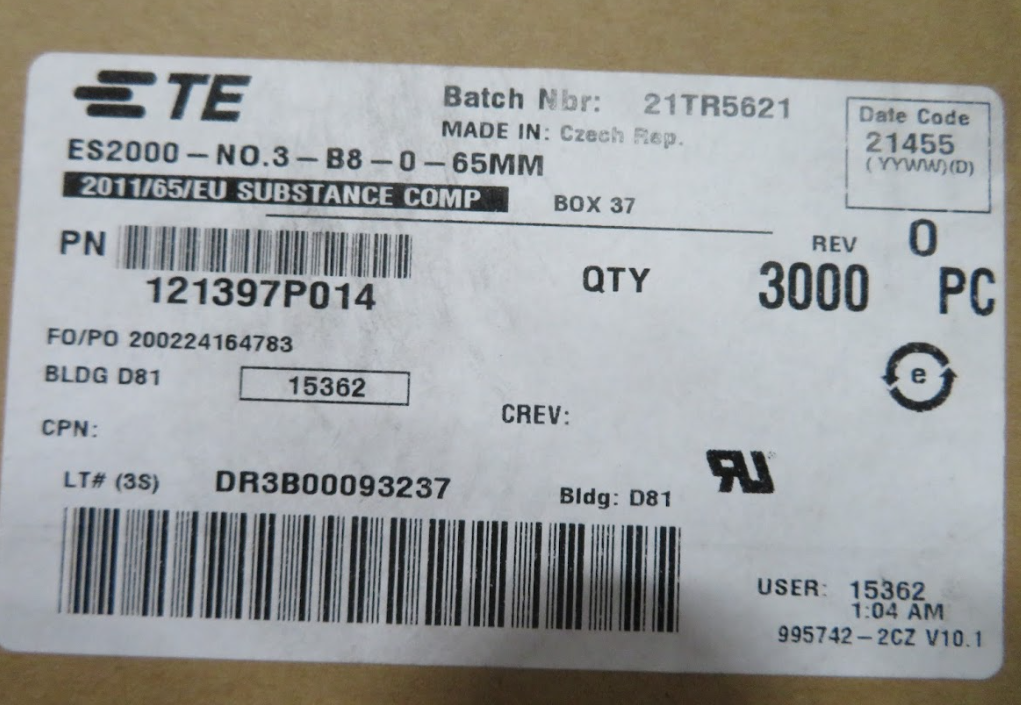 TE
Batch Nbr: 21TR5621
MADE IN: Czech Rep.
Date Code
21455
(YYWW)(D)
ES2000-NO.3-B8-0-65MM
2011/65/EU SUBSTANCE COMP
BOX 37
PN
121397P014
QTY
REV 0
3000 PC
FO/PO 200224164783
BLDG D81
15362
e
CREV:
CPN:
LT# (3S) DR3B00093237
Bldg: D81
RU
USER: 15362
1:04 AM
995742-2CZ V10.1